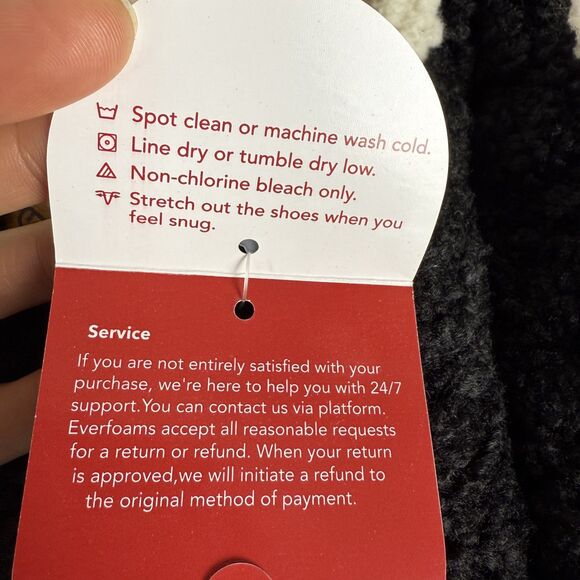 Spot clean or machine wash cold.
Line dry or tumble dry low.
Non-chlorine bleach only.
Stretch out the shoes when you
feel snug.
Service
If you are not entirely satisfied with your
purchase, we're here to help you with 24/7
support.You can contact us via platform.
Everfoams accept all reasonable requests
for a return or refund. When your return
is approved,we will initiate a refund to
the original method of payment.